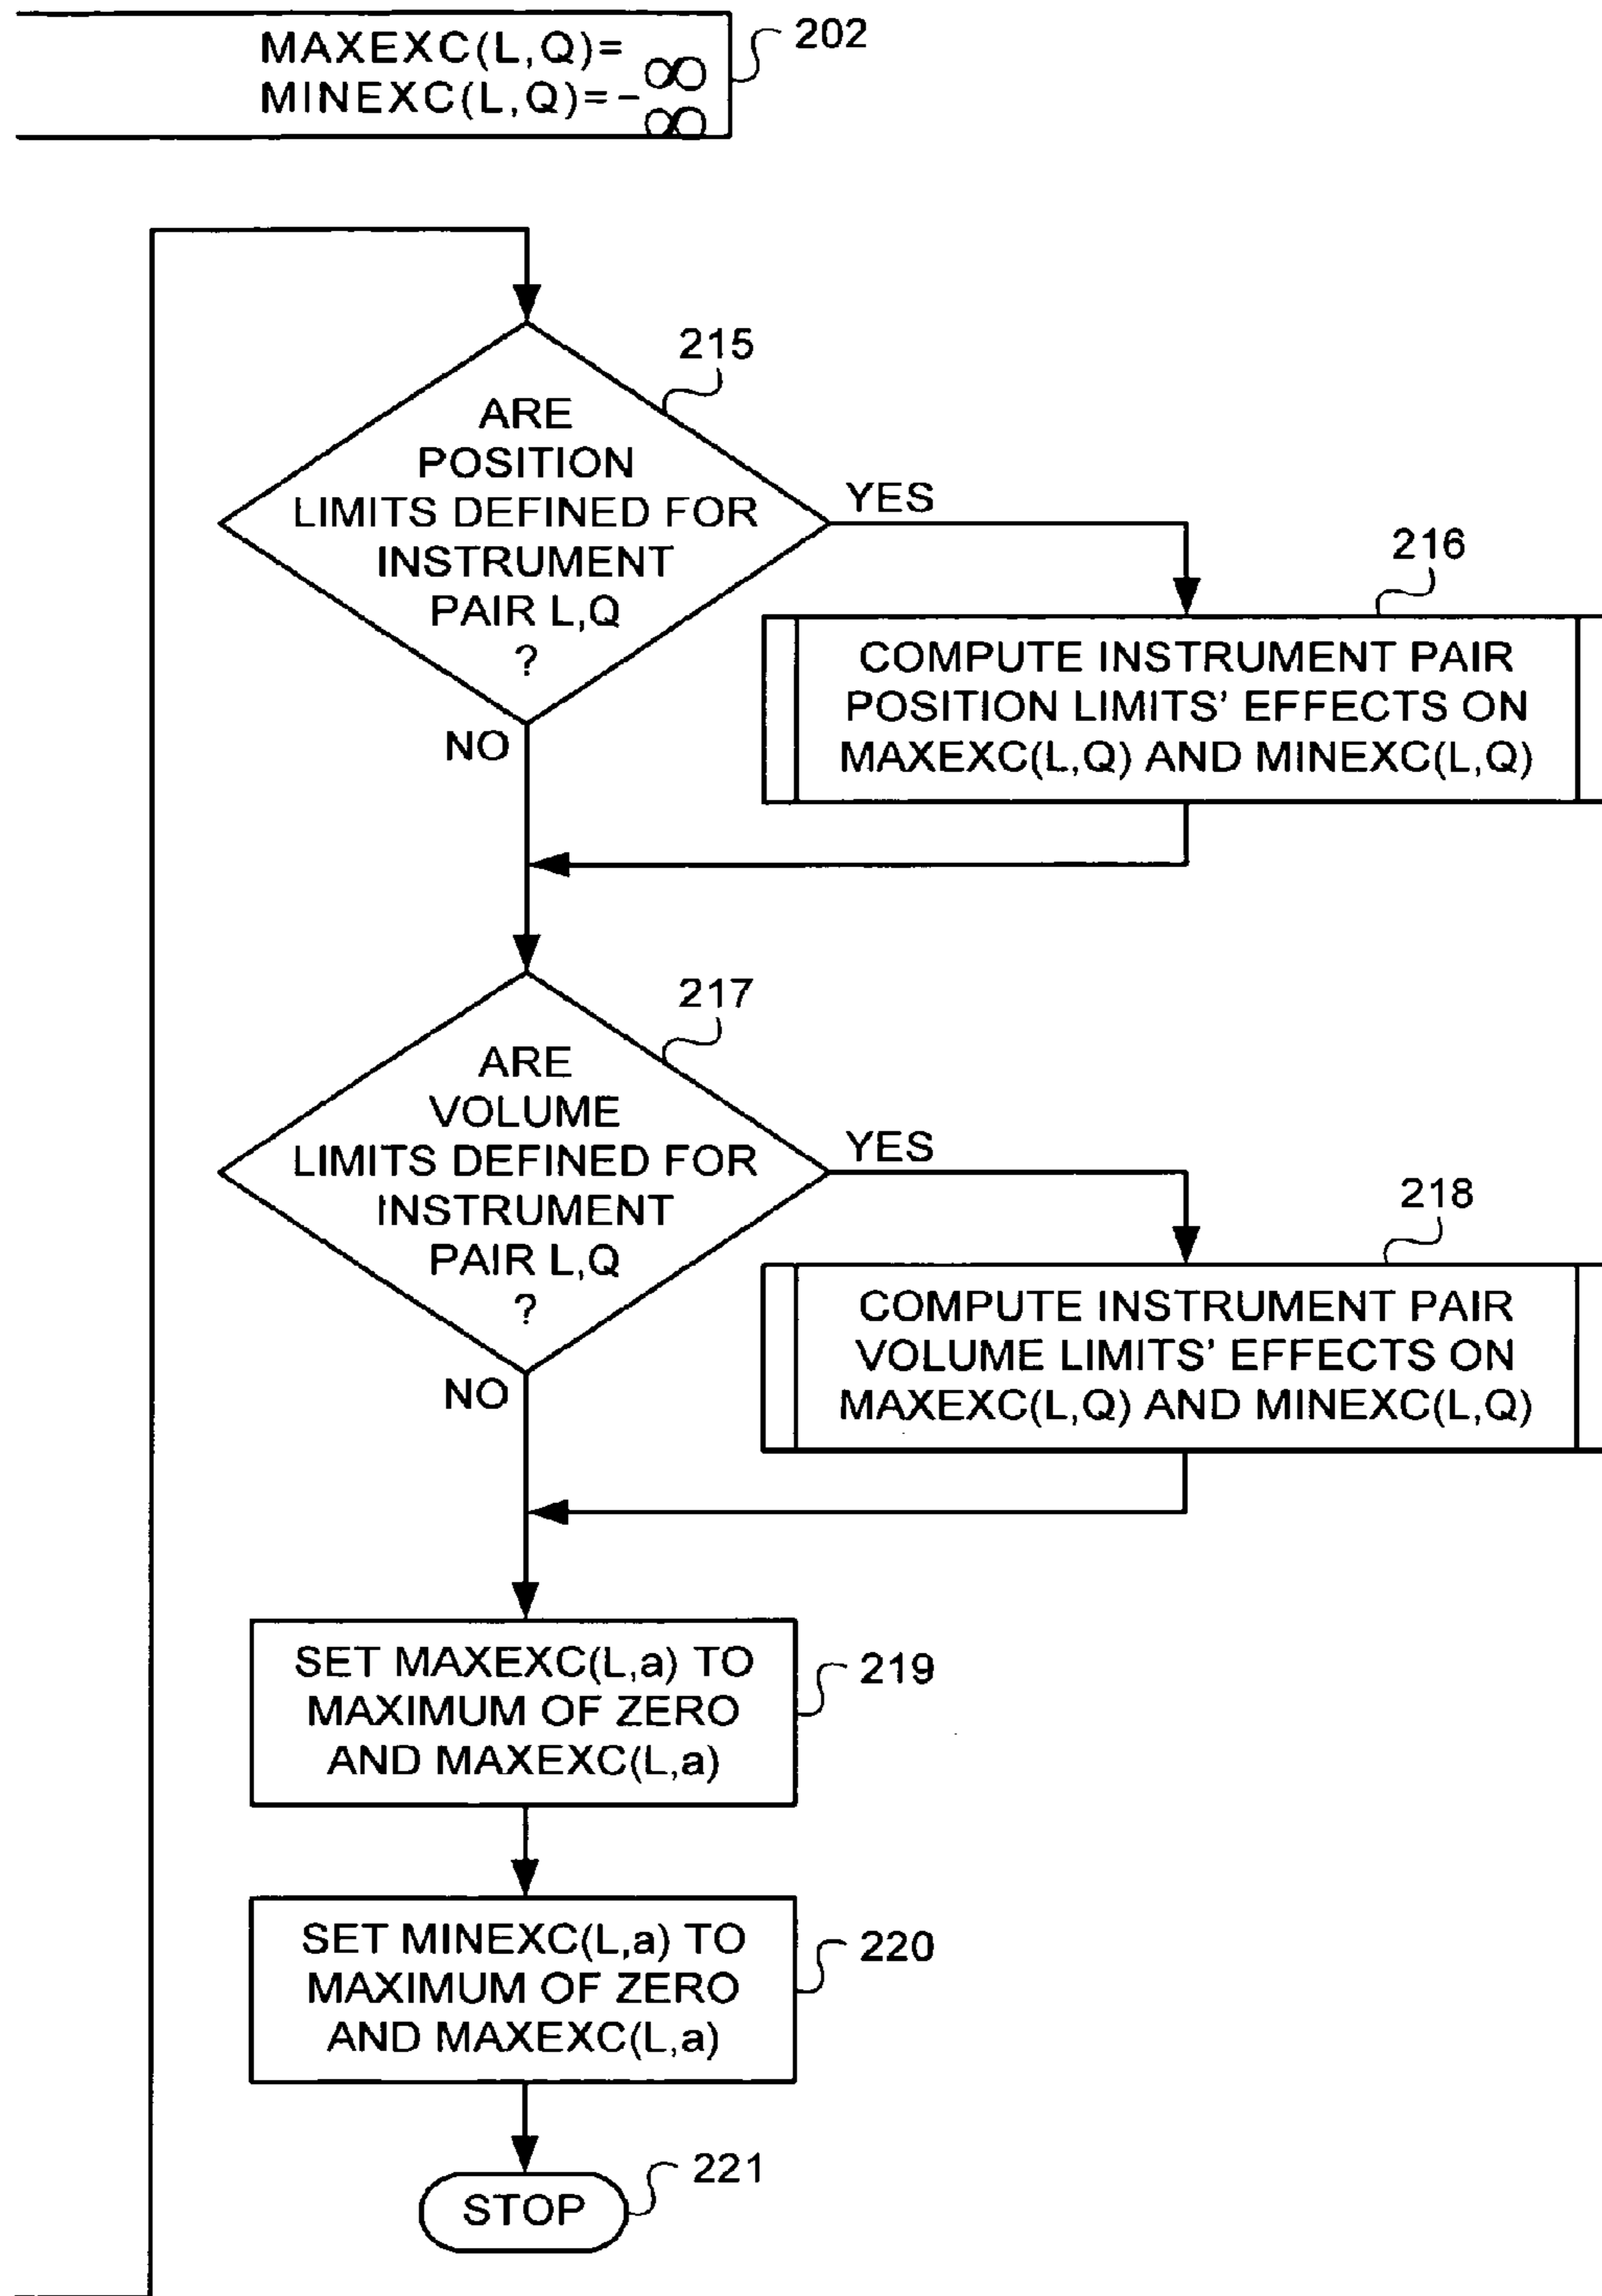 MAXEXC(L,Q)= ∞
MINEXC(L,Q)=-∞
202
215
ARE
POSITION
LIMITS DEFINED FOR
INSTRUMENT
PAIR L,Q
?
YES
NO
216
COMPUTE INSTRUMENT PAIR
POSITION LIMITS' EFFECTS ON
MAXEXC(L,Q) AND MINEXC(L,Q)
217
ARE
VOLUME
LIMITS DEFINED FOR
INSTRUMENT
PAIR L,Q
?
YES
NO
218
COMPUTE INSTRUMENT PAIR
VOLUME LIMITS' EFFECTS ON
MAXEXC(L,Q) AND MINEXC(L,Q)
SET MAXEXC(L,a) TO
MAXIMUM OF ZERO
AND MAXEXC(L,a)
219
SET MINEXC(L,a) TO
MAXIMUM OF ZERO
AND MAXEXC(L,a)
220
STOP
221